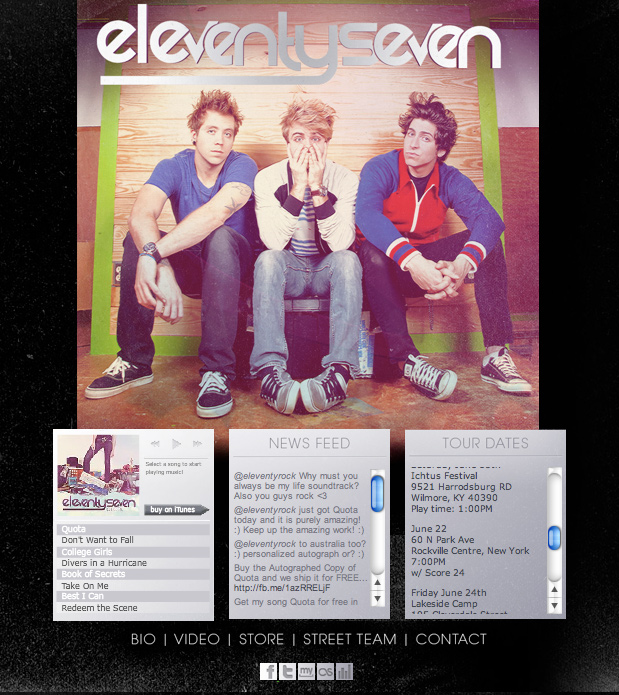 eleventyseven
NEWS FEED
TOUR DATES
Select a song to start
playing music!
eleventyseven
buy on iTunes
Quota
Don't Want to Fall
College Girls
Divers in a Hurricane
Book of Secrets
Take On Me
Best I Can
Redeem the Scene
@eleventyrock Why must you
always be my life soundtrack?
Also you guys rock <3
@eleventyrock just got Quota
today and it is purely amazing!
:) Keep up the amazing work! :)
@eleventyrock to australia too?
:) personalized autograph or? :)
Buy the Autographed Copy of
Quota and we ship it for FREE...
http://fb.me/1azRRELjF
Get my song Quota for free in
Ichtus Festival
9521 Harrodsburg RD
Wilmore, KY 40390
Play time: 1:00PM
June 22
60 N Park Ave
Rockville Centre, New York
7:00PM
w/ Score 24
Friday June 24th
Lakeside Camp
BIO | VIDEO | STORE | STREET TEAM | CONTACT
f t my os